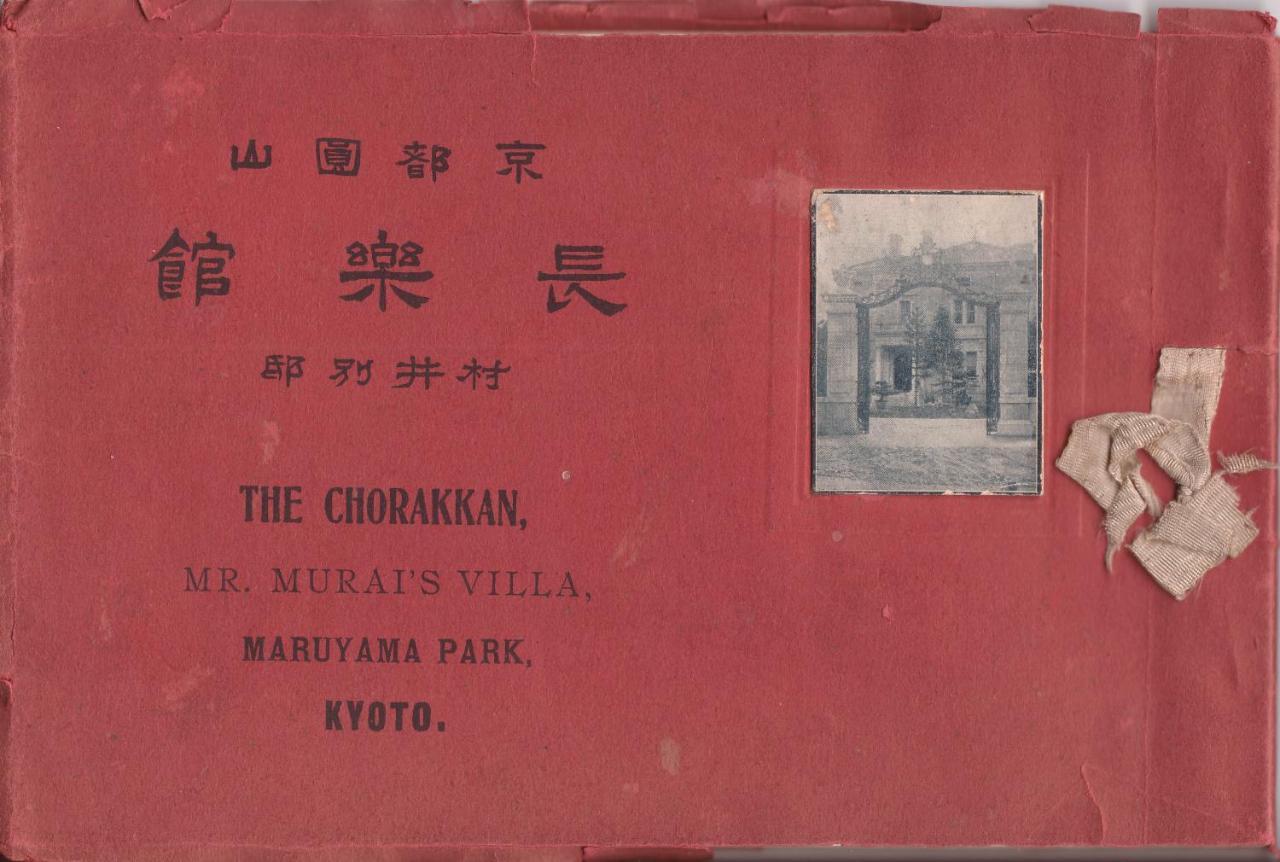 京都圓山
長樂館
村井別邸
THE CHORAKKAN,
MR. MURAI'S VILLA,
MARUYAMA PARK,
KYOTO.